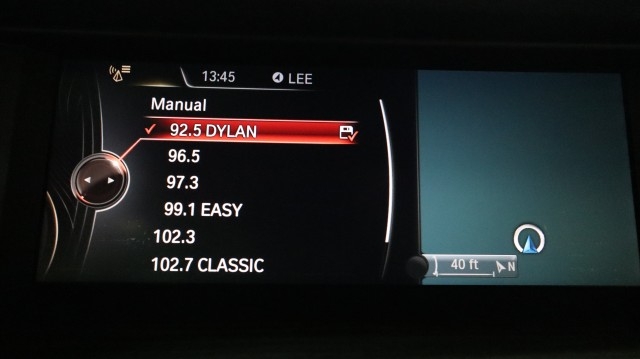 13:45 LEE
Manual
92.5 DYLAN
96.5
97.3
99.1 EASY
102.3
102.7 CLASSIC
40 ft N